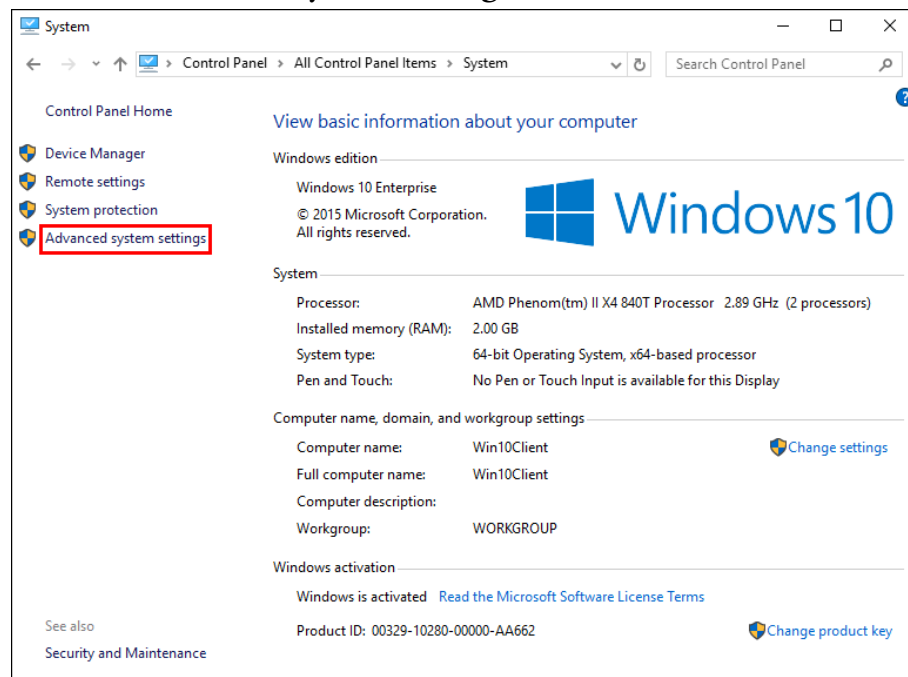 System
Control Panel > All Control Panel Items > System
Search Control Panel
Control Panel Home
Device Manager
Remote settings
System protection
Advanced system settings
View basic information about your computer
Windows edition
Windows 10 Enterprise
© 2015 Microsoft Corporation.
All rights reserved.
Windows 10
System
Processor: AMD Phenom(tm) II X4 840T Processor 2.89 GHz (2 processors)
Installed memory (RAM): 2.00 GB
System type: 64-bit Operating System, x64-based processor
Pen and Touch: No Pen or Touch Input is available for this Display
Computer name, domain, and workgroup settings
Computer name: Win10Client
Change settings
Full computer name: Win10Client
Computer description:
Workgroup: WORKGROUP
Windows activation
Windows is activated Read the Microsoft Software License Terms
Product ID: 00329-10280-00000-AA662
Change product key
See also
Security and Maintenance